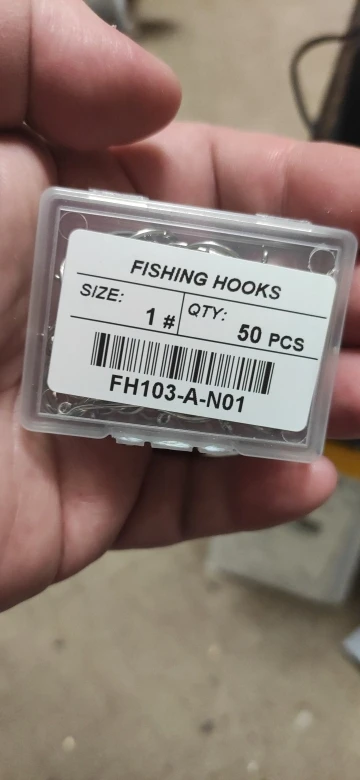 FISHING HOOKS
SIZE: 1 #
QTY: 50 PCS
FH103-A-N01